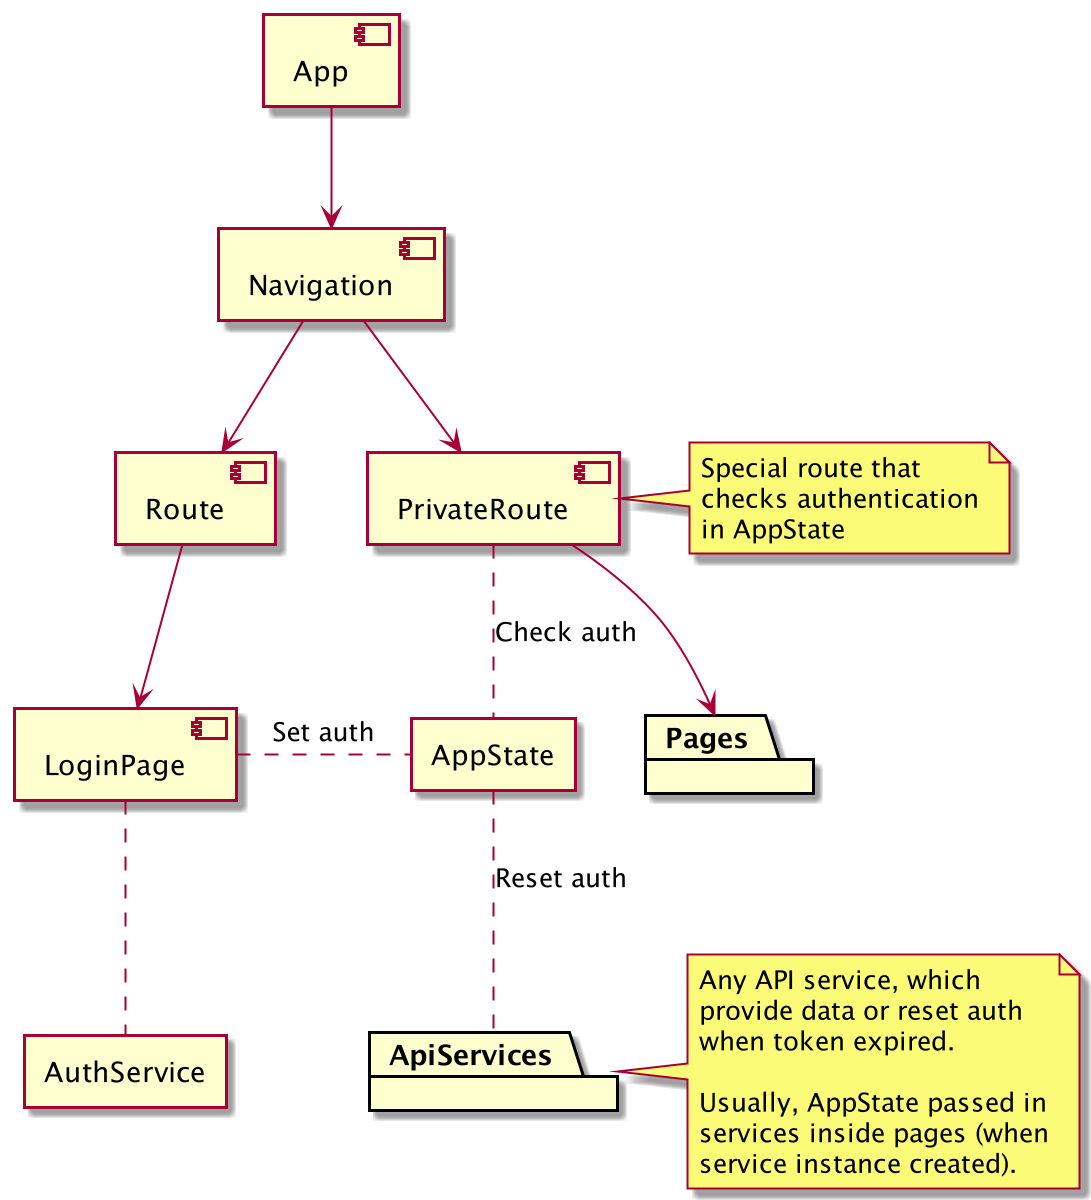 App
Navigation
Route
PrivateRoute
Special route that
checks authentication
in AppState
Check auth
LoginPage
Set auth
AppState
Pages
Reset auth
AuthService
ApiServices
Any API service, which
provide data or reset auth
when token expired.
Usually, AppState passed in
services inside pages (when
service instance created).